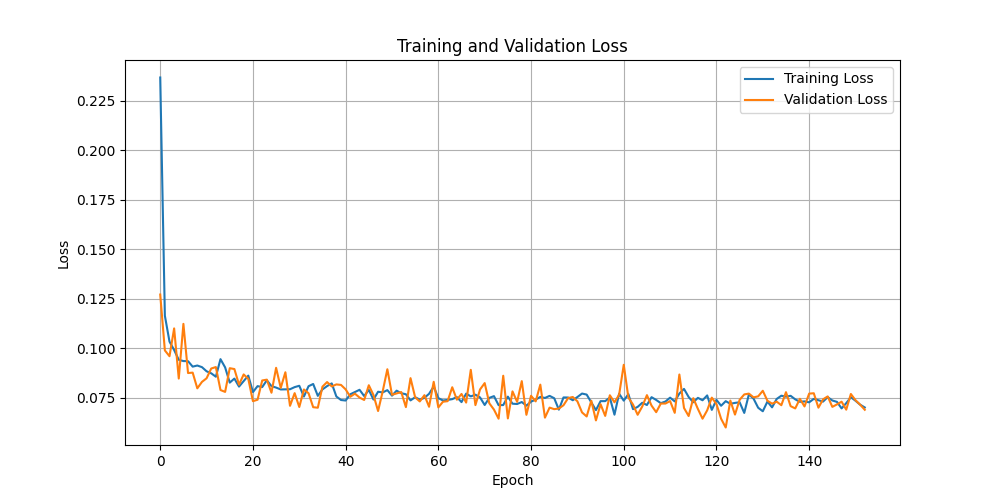 Training and Validation Loss
Training Loss
Validation Loss
0.225
0.200
0.175
0.150
0.125
0.100
0.075
Loss
0 20 40 60 80 100 120 140
Epoch